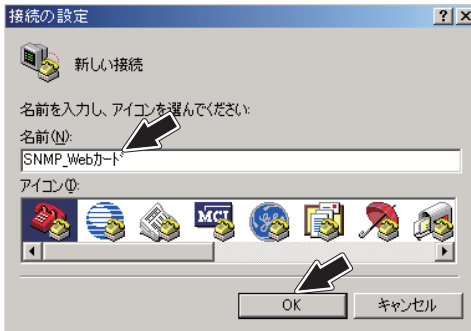 接続の設定
新しい接続
名前を入力し、アイコンを選んでください:
名前(N):
SNMP_Webカード
アイコン(I):
MCI
OK
キャンセル